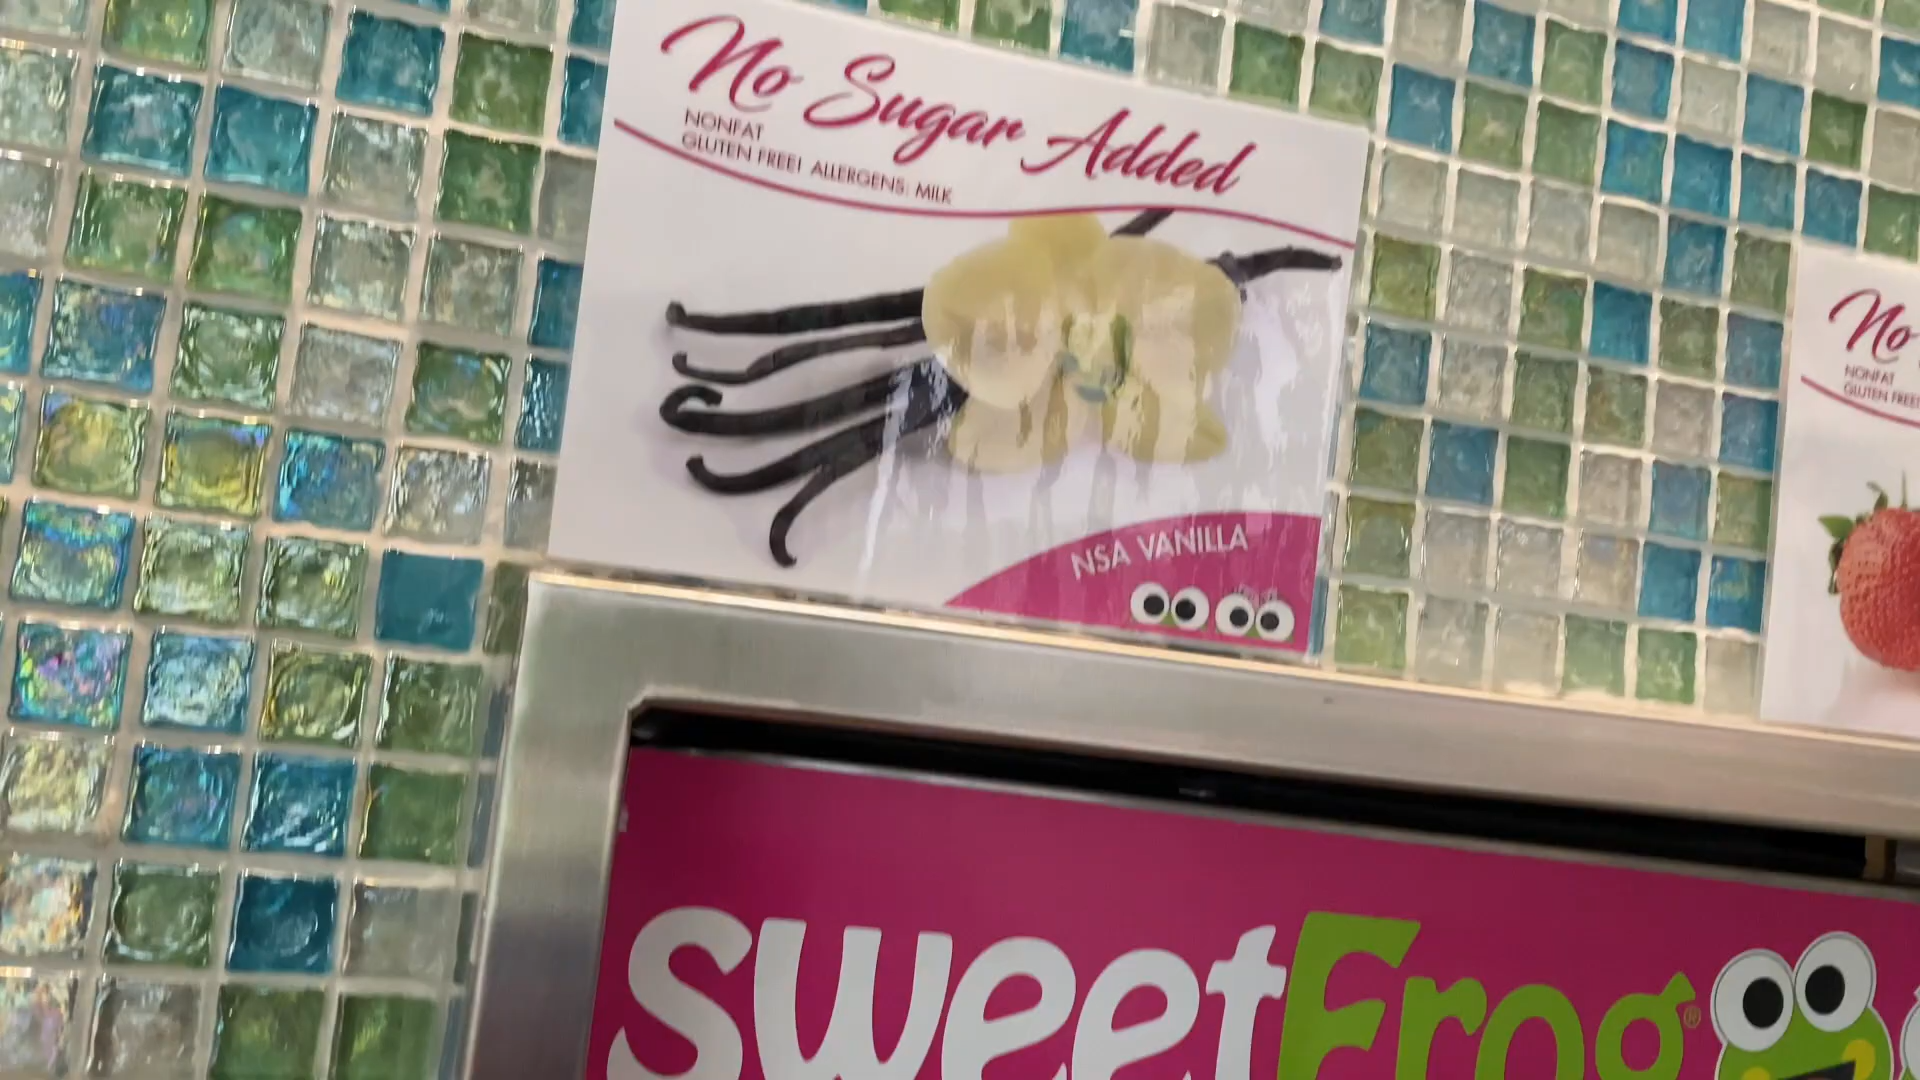 No Sugar Added
NONFAT
GLUTEN FREE! ALLERGENS: MILK
NSA VANILLA
No
NONFAT
GLUTEN FREE!
sweetFrog®